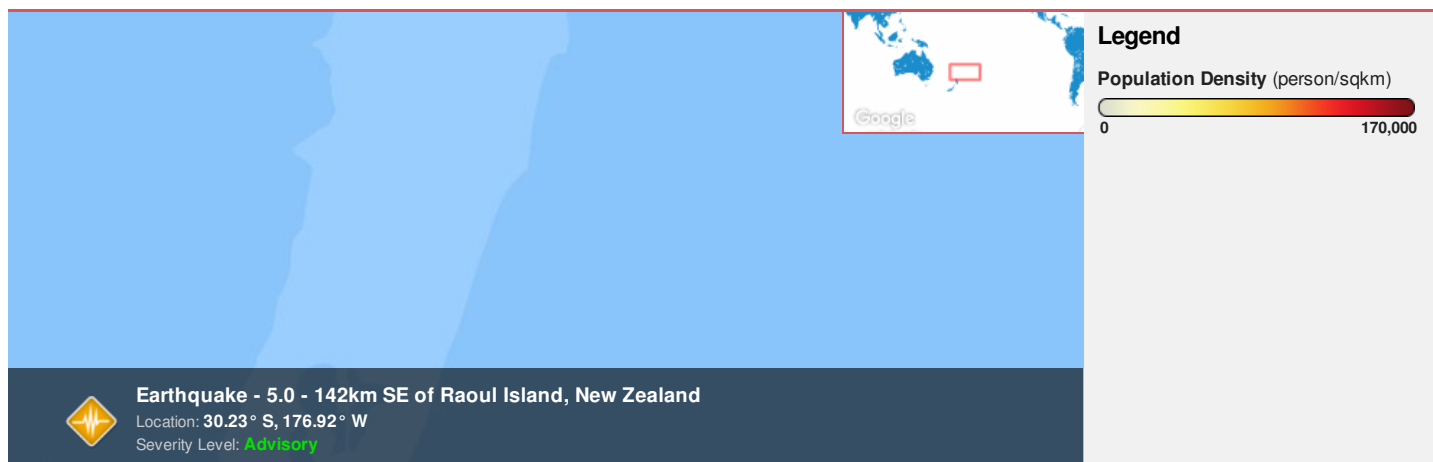 Google
Legend
Population Density (person/sqkm)
0 170,000
Earthquake - 5.0 - 142km SE of Raoul Island, New Zealand
Location: 30.23° S, 176.92° W
Severity Level: Advisory